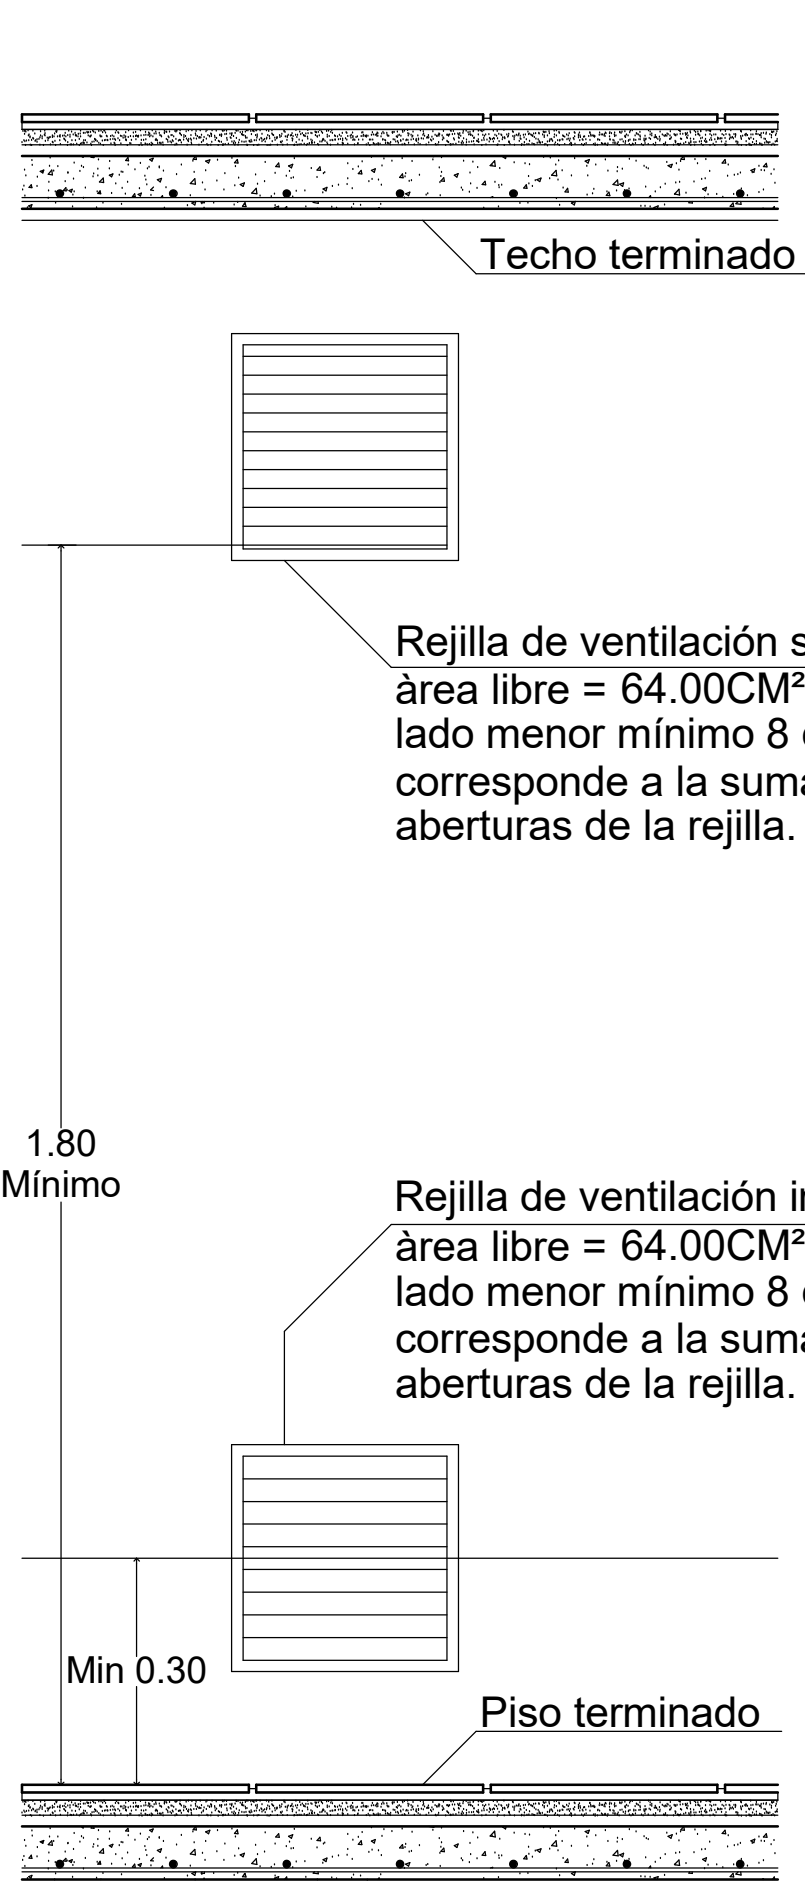 Techo terminado
Rejilla de ventilación
àrea libre = 64.00CM²
lado menor mínimo 8
corresponde a la suma
aberturas de la rejilla.
1.80
Mínimo
Rejilla de ventilación
àrea libre = 64.00CM²
lado menor mínimo 8
corresponde a la suma
aberturas de la rejilla.
Min 0.30
Piso terminado